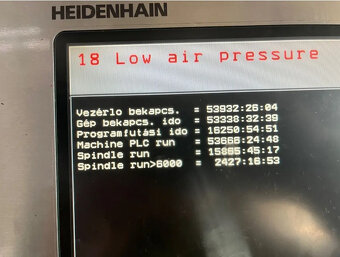 HEIDENHAIN
18 Low air pressure
Vezérlo bekapcs. = 53932:26:04
Gép bekapcs. ido = 53338:32:39
Programfutási ido = 16250:54:51
Machine PLC run = 53666:24:48
Spindle run = 15865:45:17
Spindle run>6000 = 2427:16:53